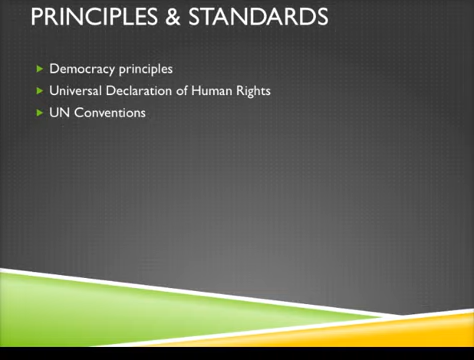 PRINCIPLES & STANDARDS
Democracy principles
Universal Declaration of Human Rights
UN Conventions